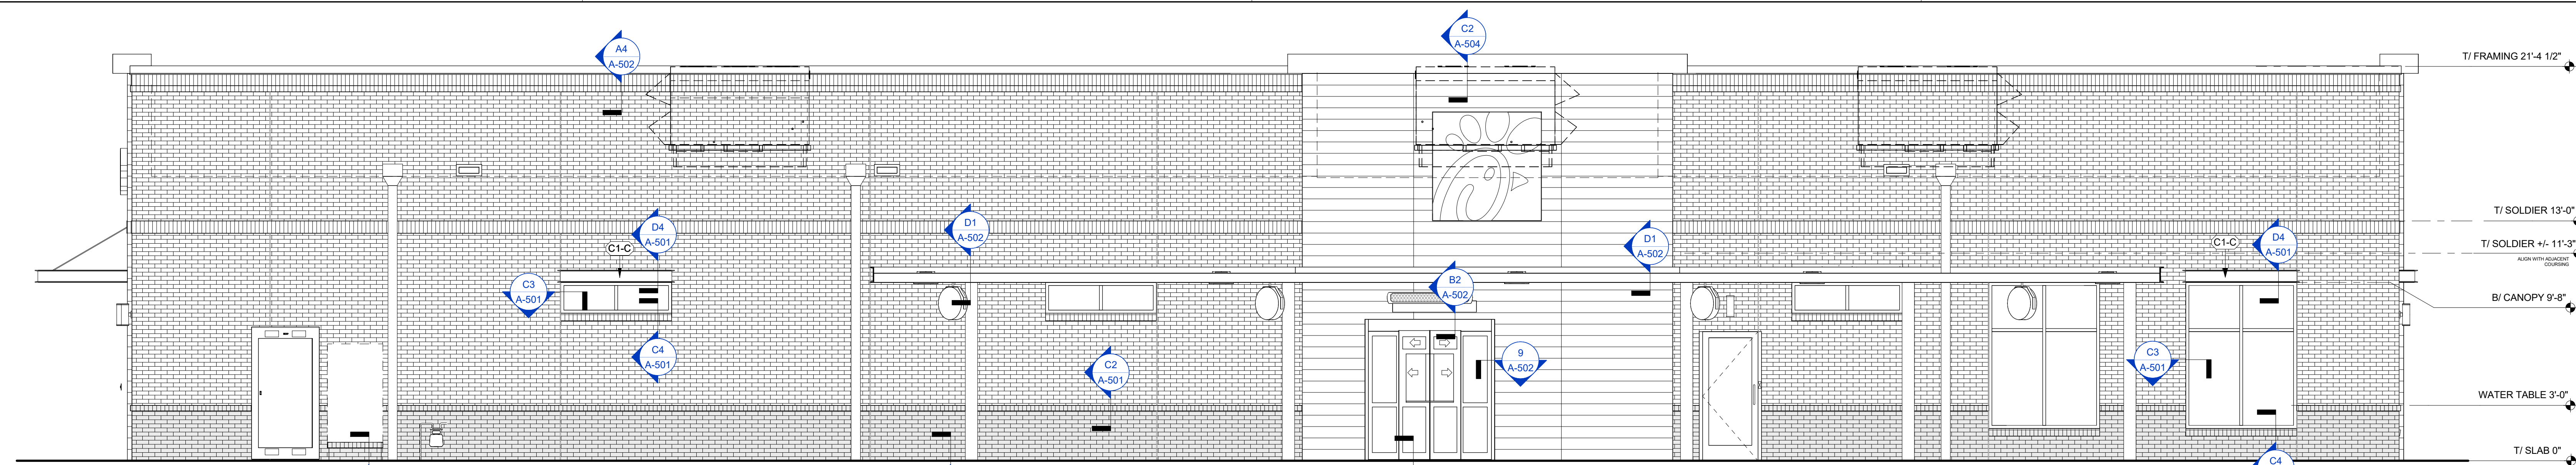 C2
A-504
A4
A-502
T/ FRAMING 21'-4 1/2"
T/ SOLDIER 13'-0"
D4
A-501
D1
A-502
D1
A-502
D4
A-501
C1-C
C1-C
T/ SOLDIER +/- 11'-3"
ALIGN WITH ADJACENT
COURSING
C3
A-501
B2
A-502
B/ CANOPY 9'-8"
C4
A-501
C2
A-501
9
A-502
C3
A-501
WATER TABLE 3'-0"
T/ SLAB 0"
C4